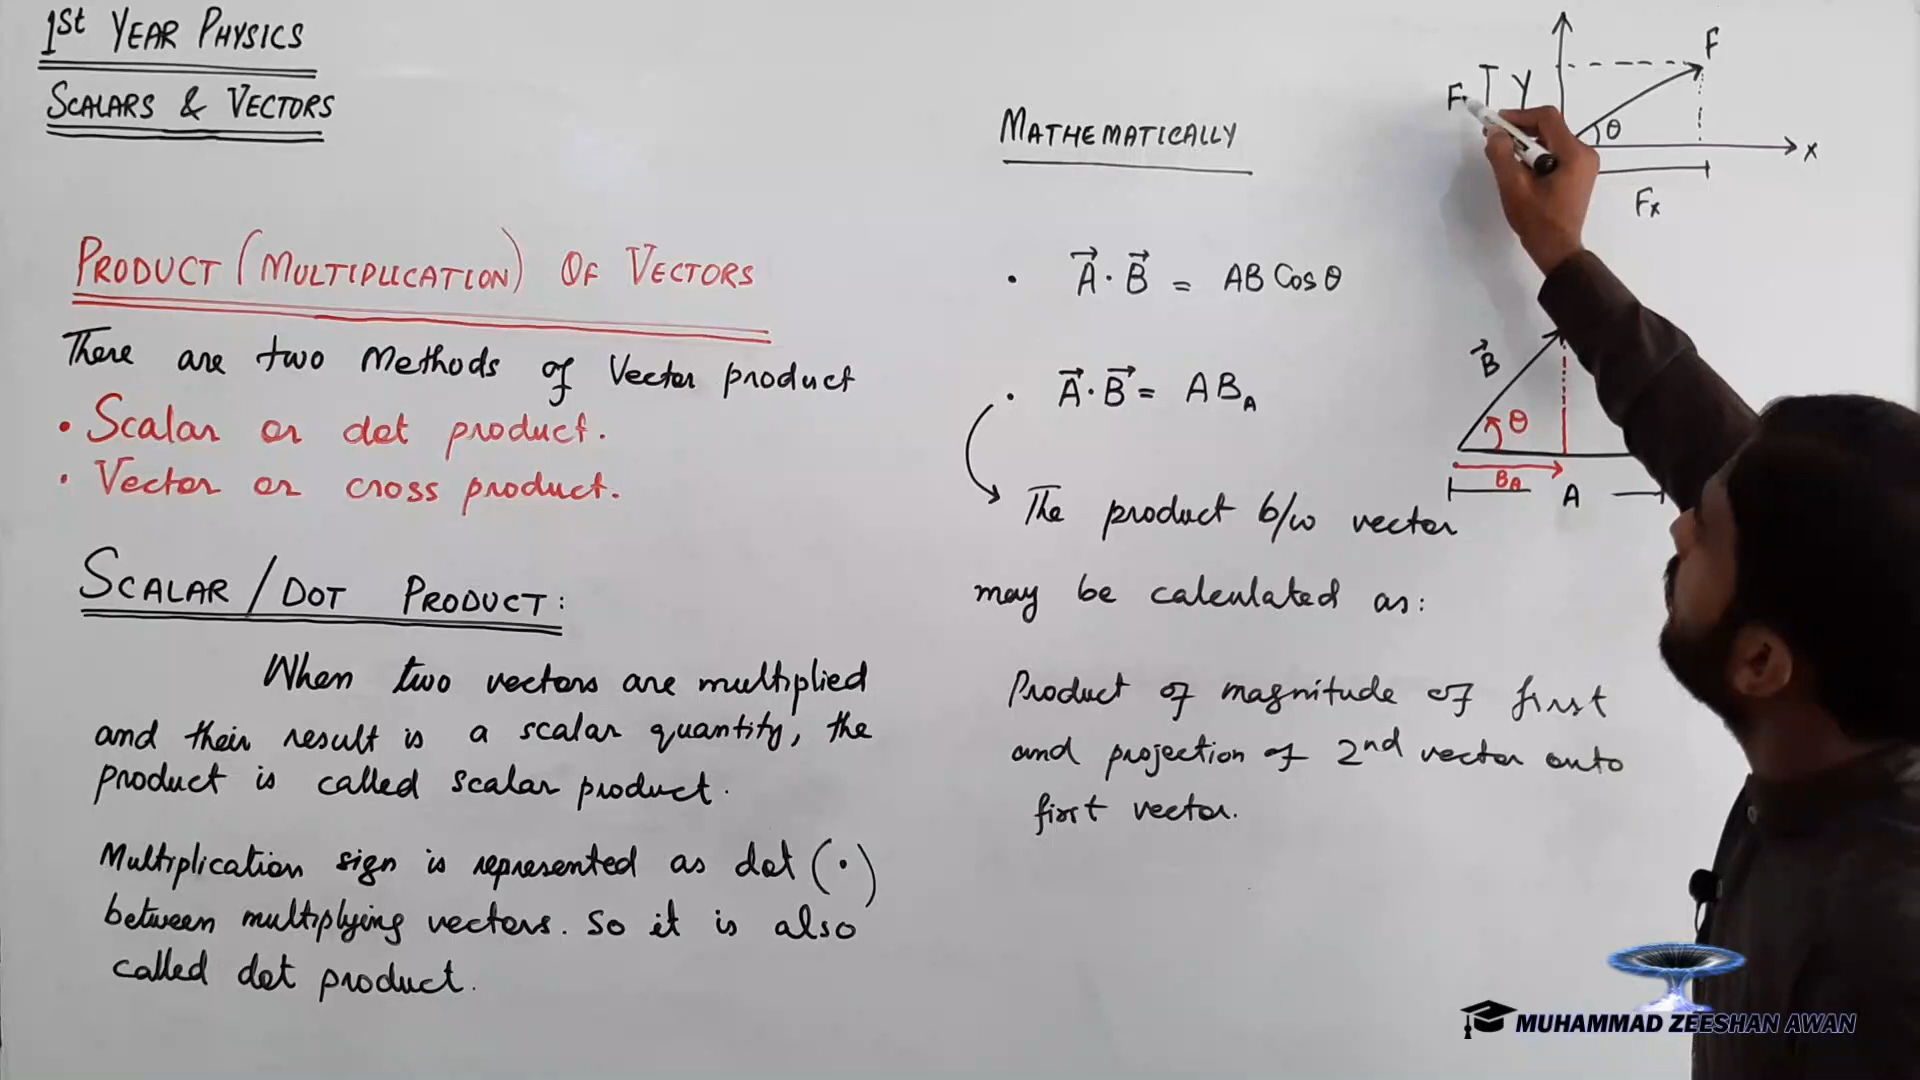 1st YEAR PHYSICS
SCALARS & VECTORS
PRODUCT (MULTIPLICATION) OF VECTORS
There are two Methods of Vector product
• Scalar or dot product.
• Vector or cross product.
SCALAR / DOT PRODUCT:
When two vectors are multiplied
and their result is a scalar quantity, the
product is called scalar product.
Multiplication sign is represented as dot (•)
between multiplying vectors. So it is also
called dot product.
MATHEMATICALLY
• A⃗ · B⃗ = AB Cos θ
• A⃗ · B⃗ = A B_A
The product b/w vector
may be calculated as:
Product of magnitude of first
and projection of 2nd vector onto
first vector.
F
y
F
θ
x
Fx
B⃗
θ
B_A
A
MUHAMMAD ZEESHAN AWAN